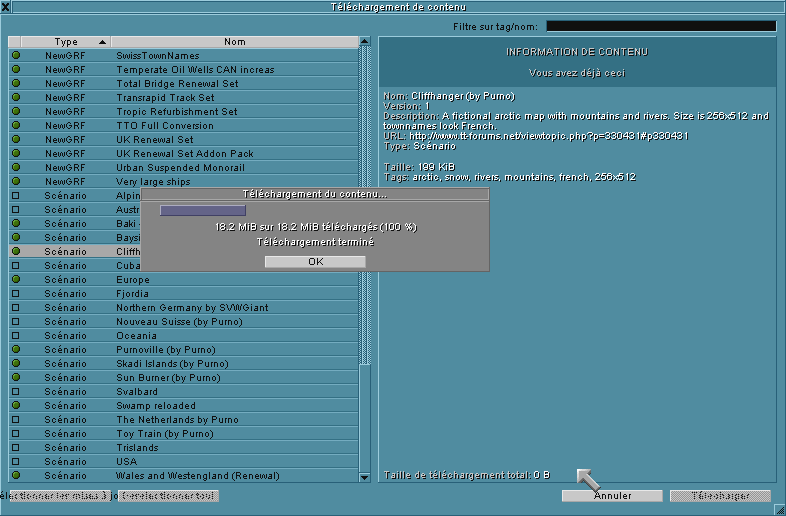 Téléchargement de contenu
Filtre sur tag/nom:
Type Nom
NewGRF SwissTownNames
NewGRF Temperate Oil Wells CAN increas
NewGRF Total Bridge Renewal Set
NewGRF Transrapid Track Set
NewGRF Tropic Refurbishment Set
NewGRF TTO Full Conversion
NewGRF UK Renewal Set
NewGRF UK Renewal Set Addon Pack
NewGRF Urban Suspended Monorail
NewGRF Very large ships
Scénario Alpin
Scénario Austr
Scénario Baki
Scénario Baysi
Scénario Cliffh
Scénario Cuba
Scénario Europe
Scénario Fjordia
Scénario Northern Germany by SVWGiant
Scénario Nouveau Suisse (by Purno)
Scénario Oceania
Scénario Purnoville (by Purno)
Scénario Skadi Islands (by Purno)
Scénario Sun Burner (by Purno)
Scénario Svalbard
Scénario Swamp reloaded
Scénario The Netherlands by Purno
Scénario Toy Train (by Purno)
Scénario Trislands
Scénario USA
Scénario Wales and Westengland (Renewal)
INFORMATION DE CONTENU
Vous avez déjà ceci
Nom: Cliffhanger (by Purno)
Version: 1
Description: A fictional arctic map with mountains and rivers. Size is 256x512 and
townnames look French.
URL: http://www.tt-forums.net/viewtopic.php?p=330431#p330431
Type: Scénario
Taille: 199 KiB
Tags: arctic, snow, rivers, mountains, french, 256x512
Téléchargement du contenu...
18.2 MiB sur 18.2 MiB téléchargés (100 %)
Téléchargement terminé
OK
Taille de téléchargement total: 0 B
électionner les mises à jo
Déselectionner tout
Annuler
Télécharger